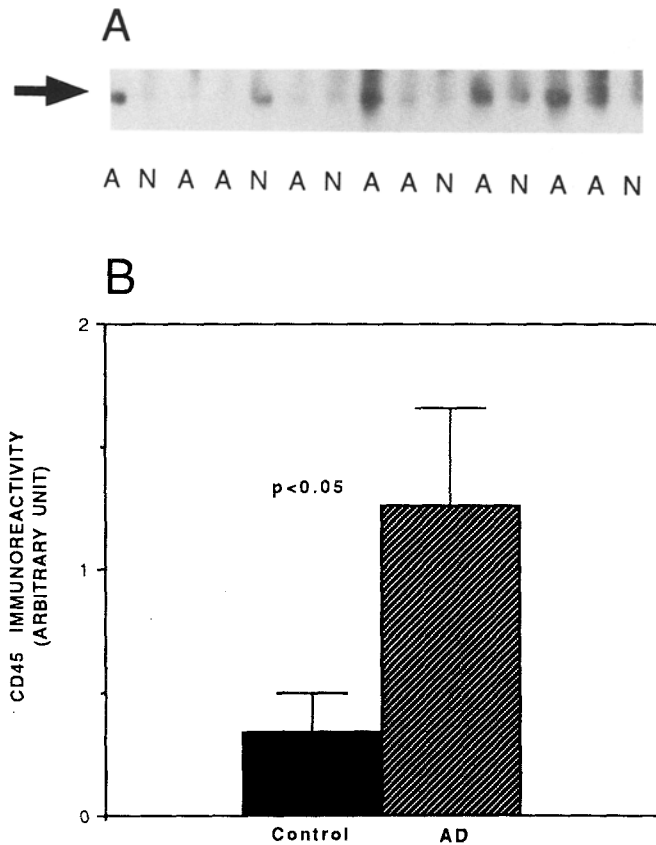 A
A N A A N A N A A N A N A A N
B
2
CD45 IMMUNOREACTIVITY
(ARBITRARY UNIT)
p<0.05
1
0
Control AD